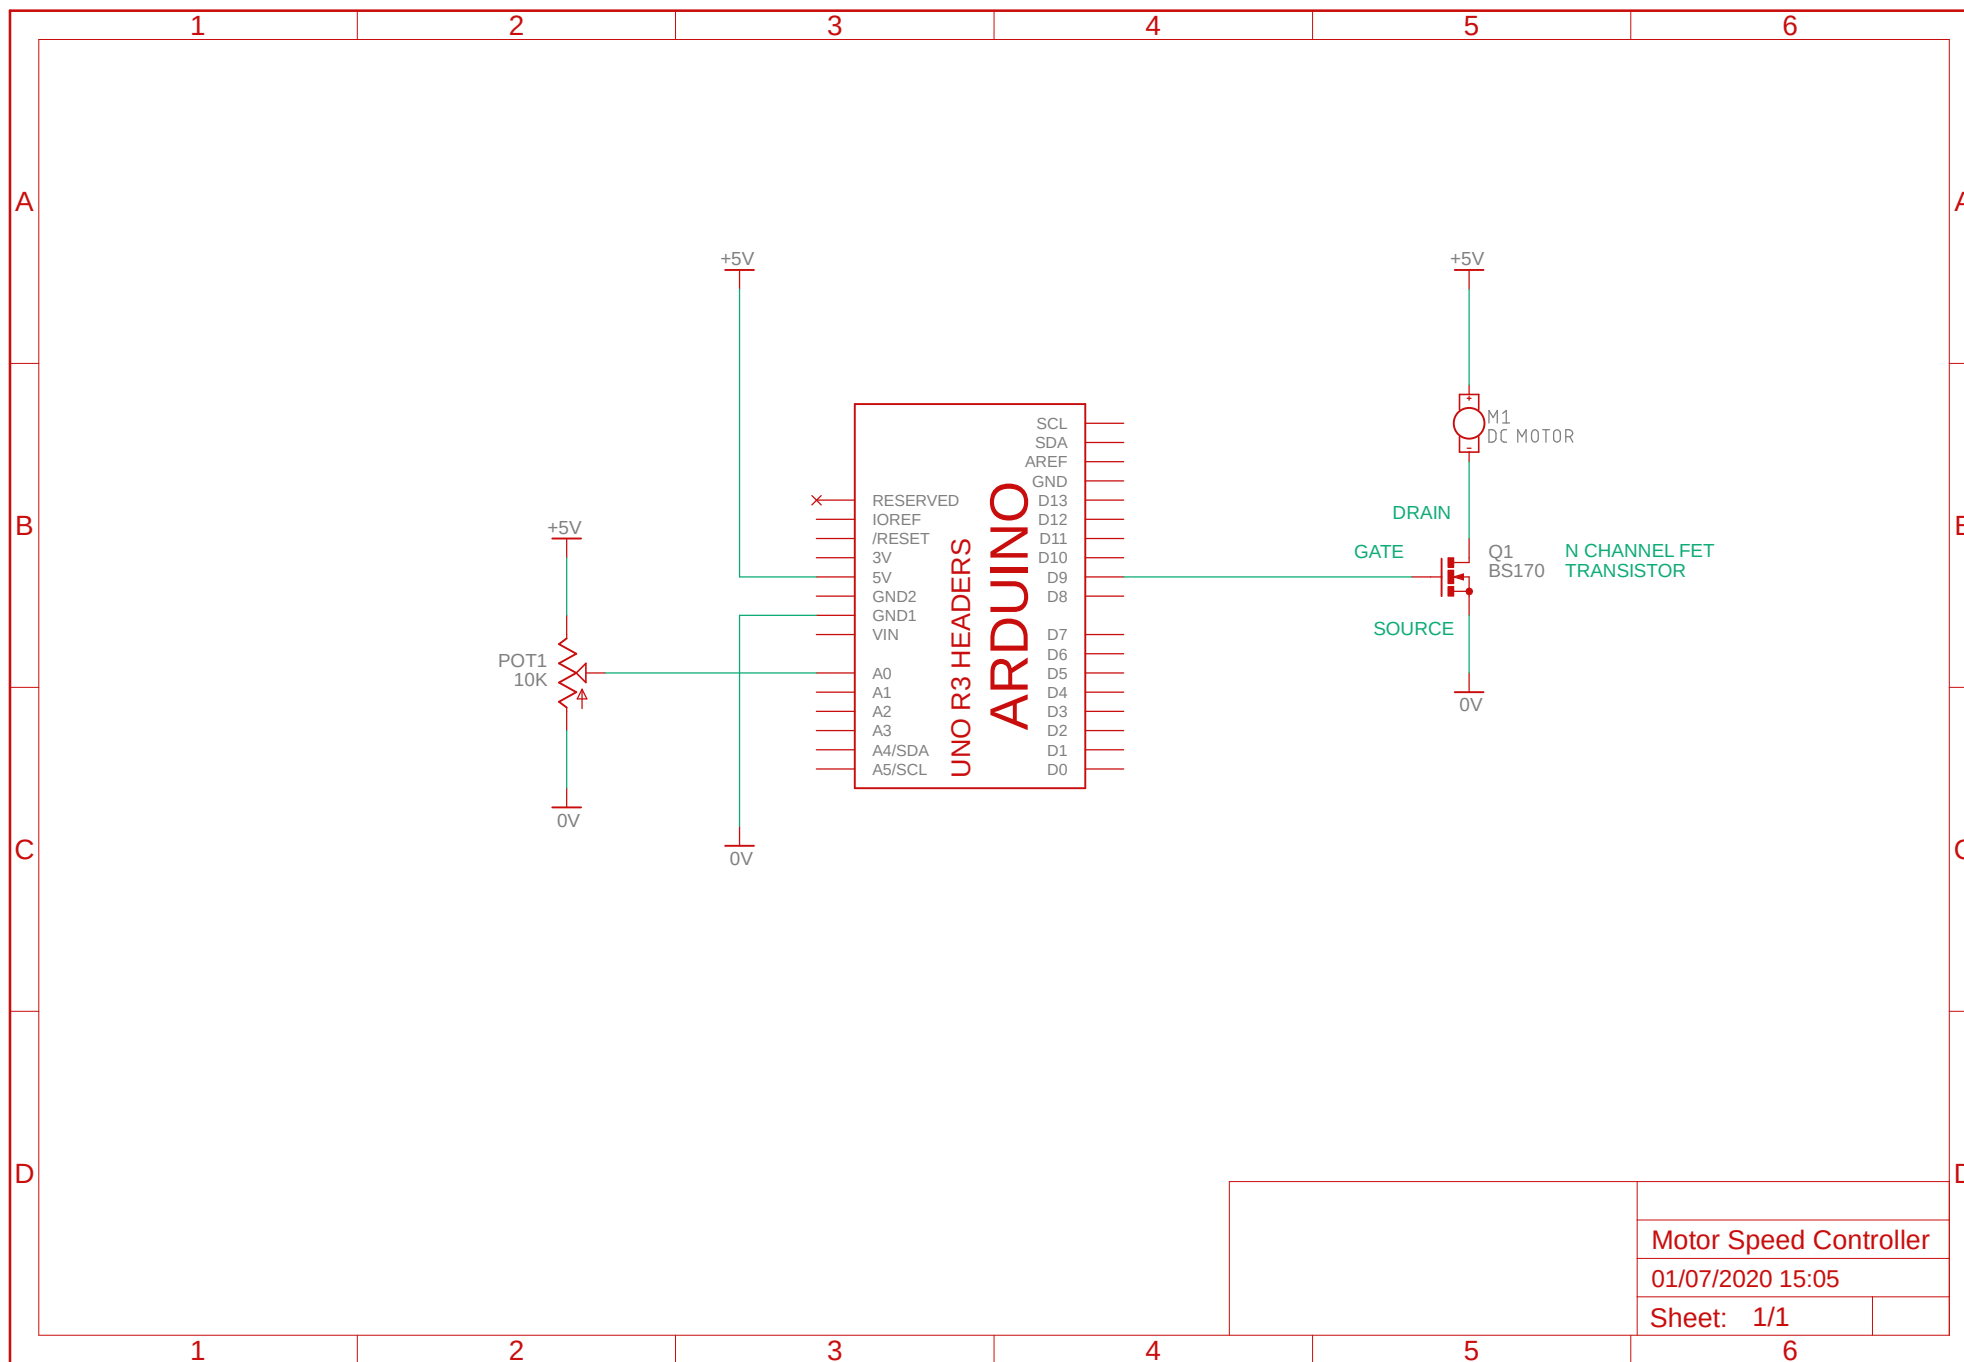 1 2 3 4 5 6
A A
+5V +5V
M1
DC MOTOR
SCL
SDA
AREF
GND
RESERVED D13
IOREF D12
/RESET D11
3V D10
5V D9
GND2 D8
GND1
VIN D7
D6
A0 D5
A1 D4
A2 D3
A3 D2
A4/SDA D1
A5/SCL D0
UNO R3 HEADERS
ARDUINO
B B
DRAIN
GATE
SOURCE
Q1
BS170
N CHANNEL FET
TRANSISTOR
0V
+5V
POT1
10K
0V
0V
C C
D D
Motor Speed Controller
01/07/2020 15:05
Sheet: 1/1
1 2 3 4 5 6